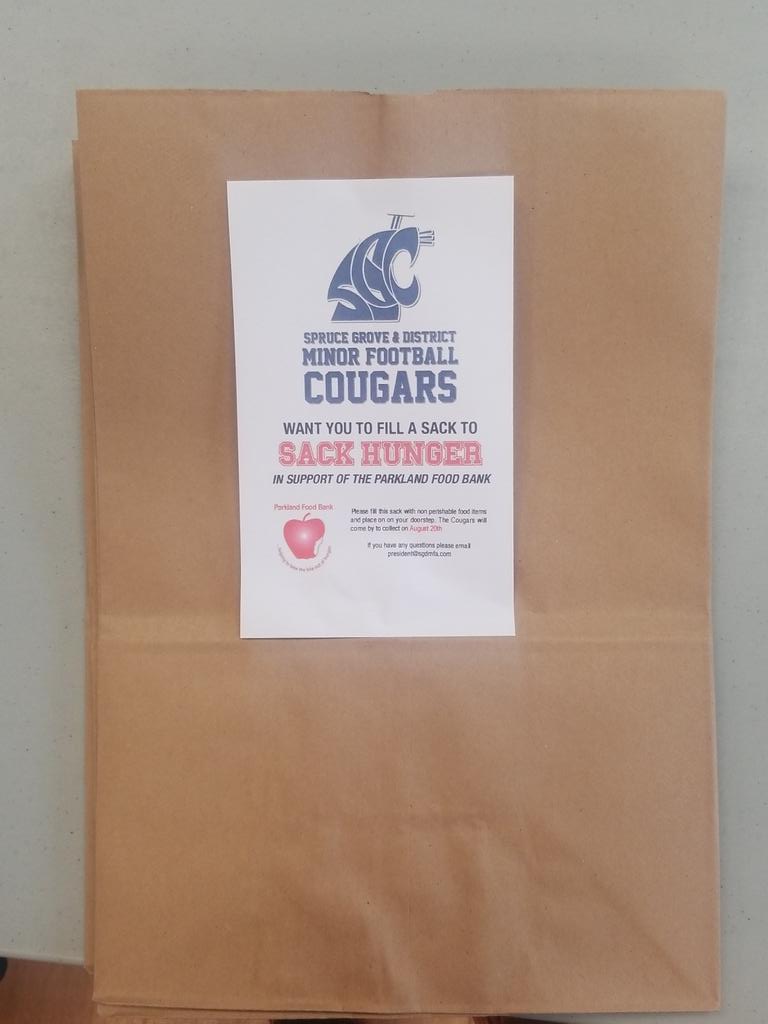 SGC
SPRUCE GROVE & DISTRICT
MINOR FOOTBALL
COUGARS
WANT YOU TO FILL A SACK TO
SACK HUNGER
IN SUPPORT OF THE PARKLAND FOOD BANK
Parkland Food Bank
Please fill this sack with non perishable food items
and place on on your doorstep. The Cougars will
come by to collect on August 20th
If you have any questions please email
president@sgdmfa.com